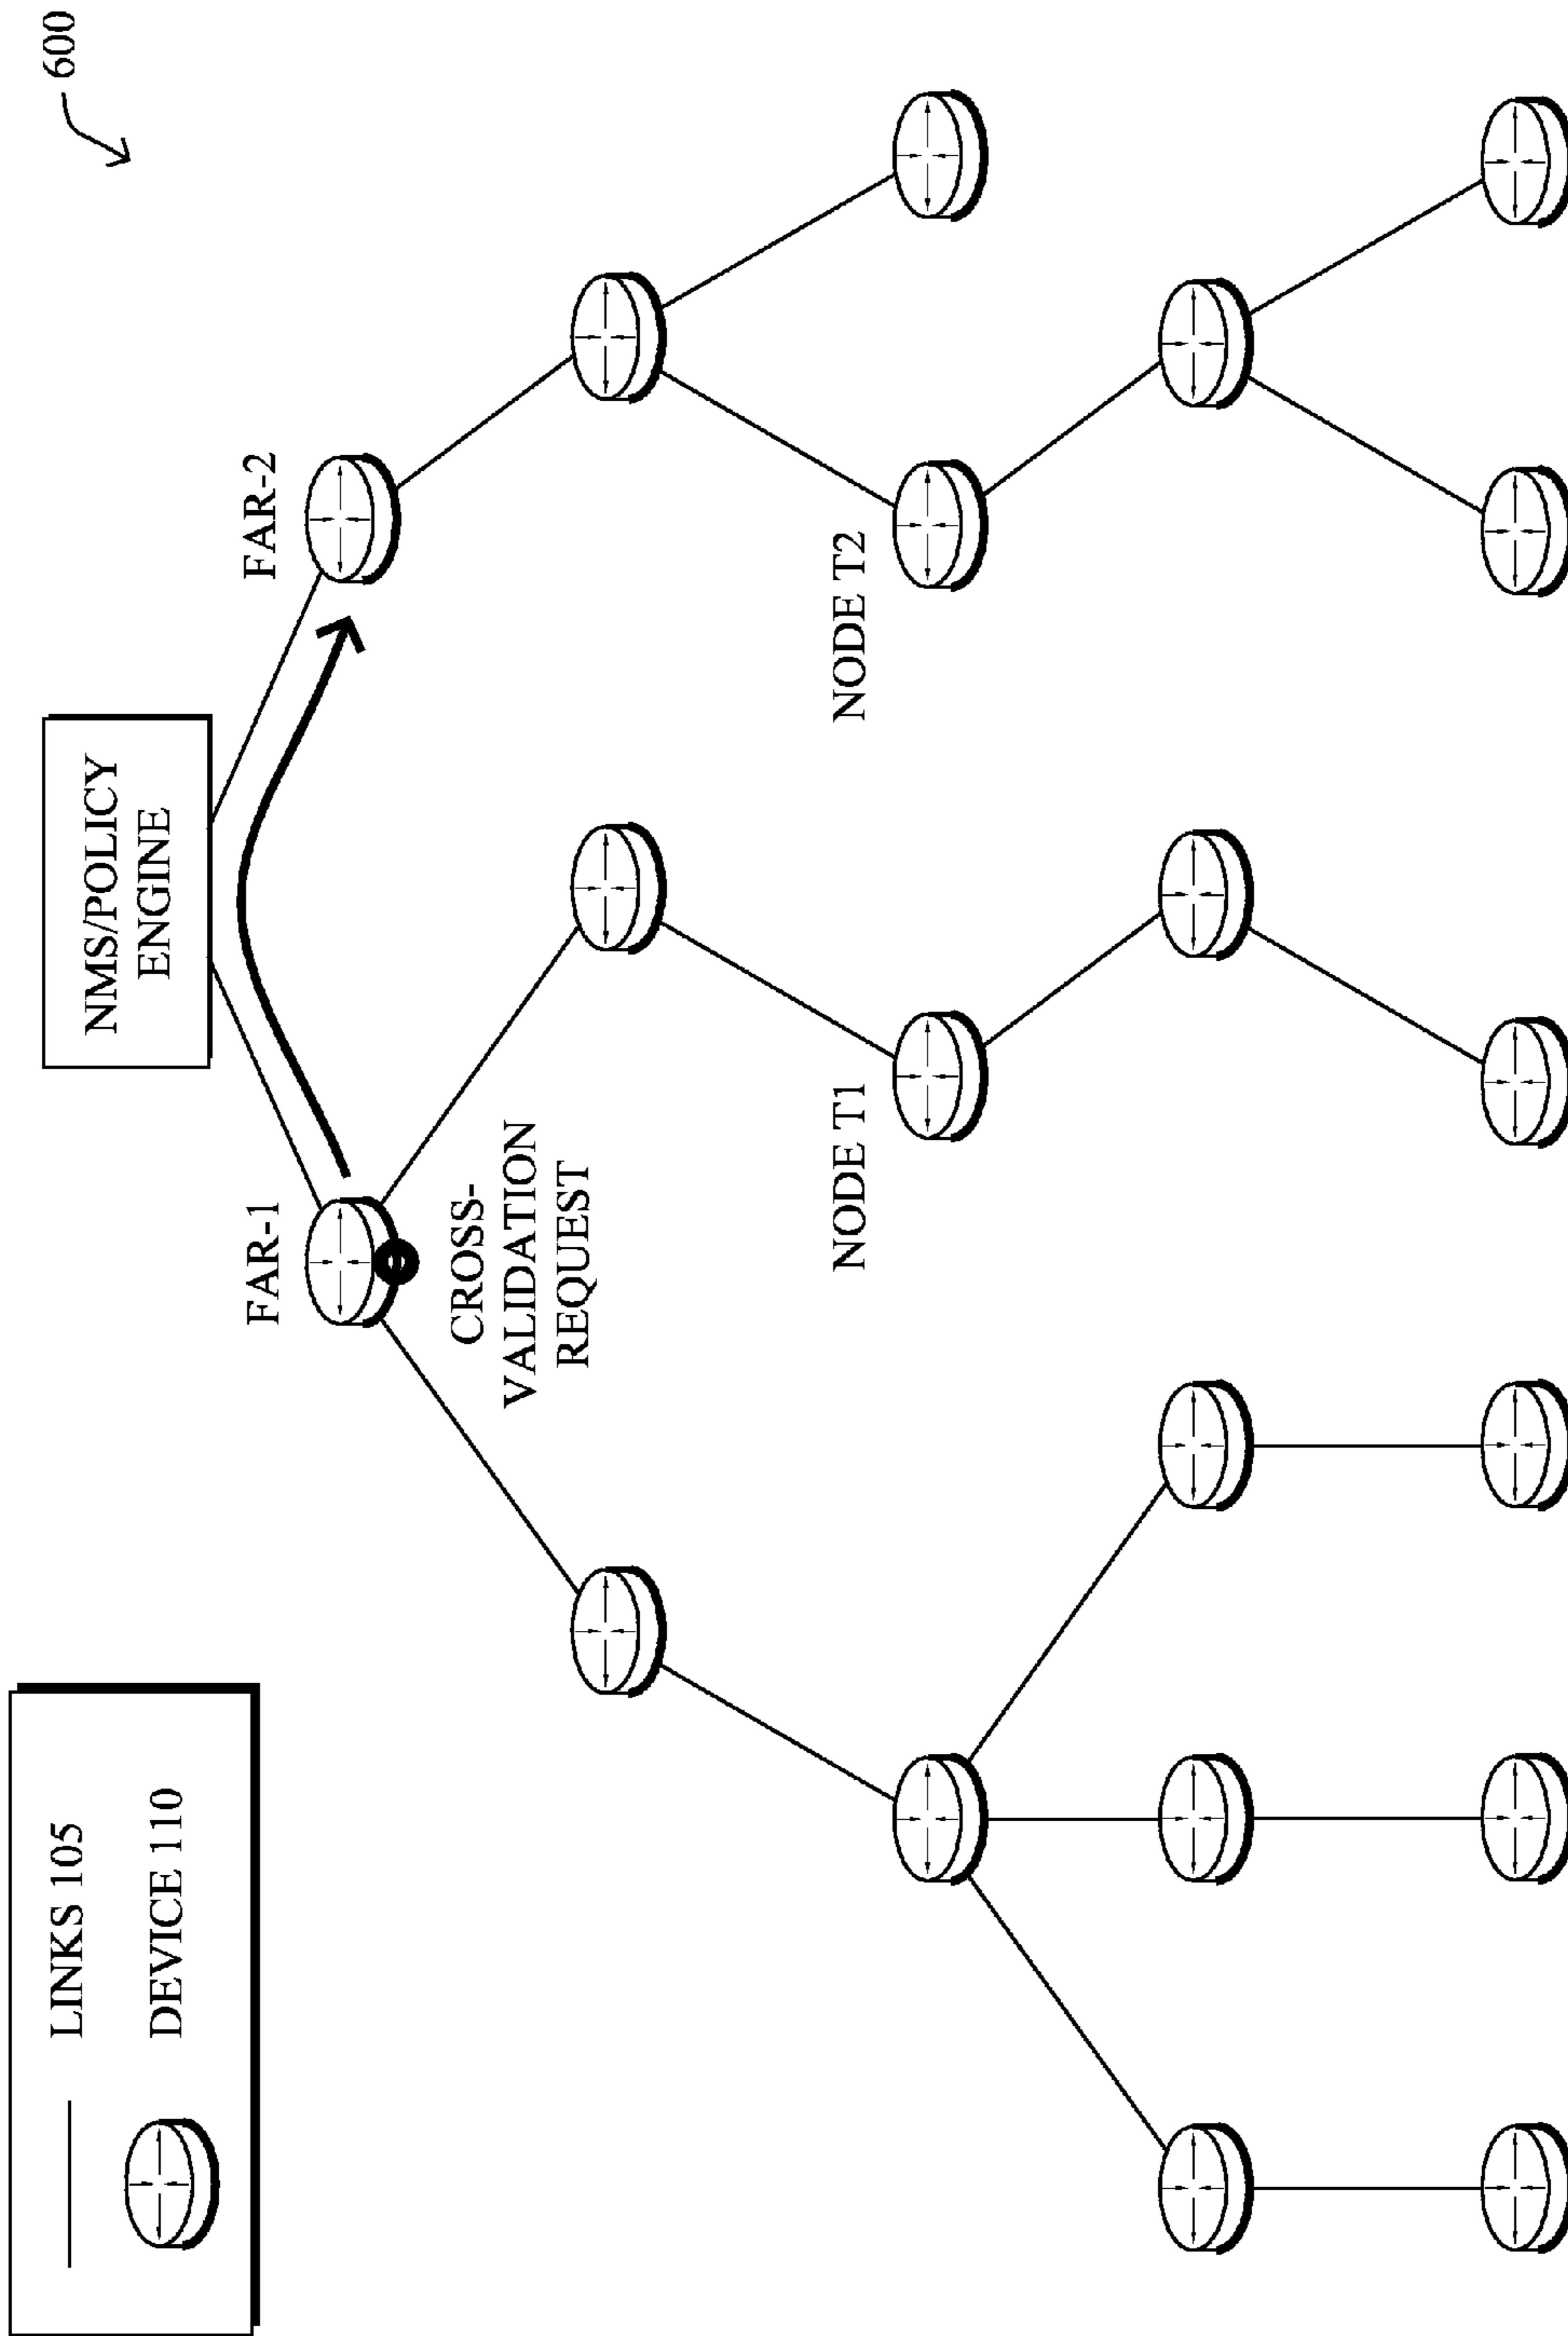 LINKS 105
DEVICE 110
600
NMS/POLICY
ENGINE
FAR-1
FAR-2
CROSS-
VALIDATION
REQUEST
NODE T1
NODE T2